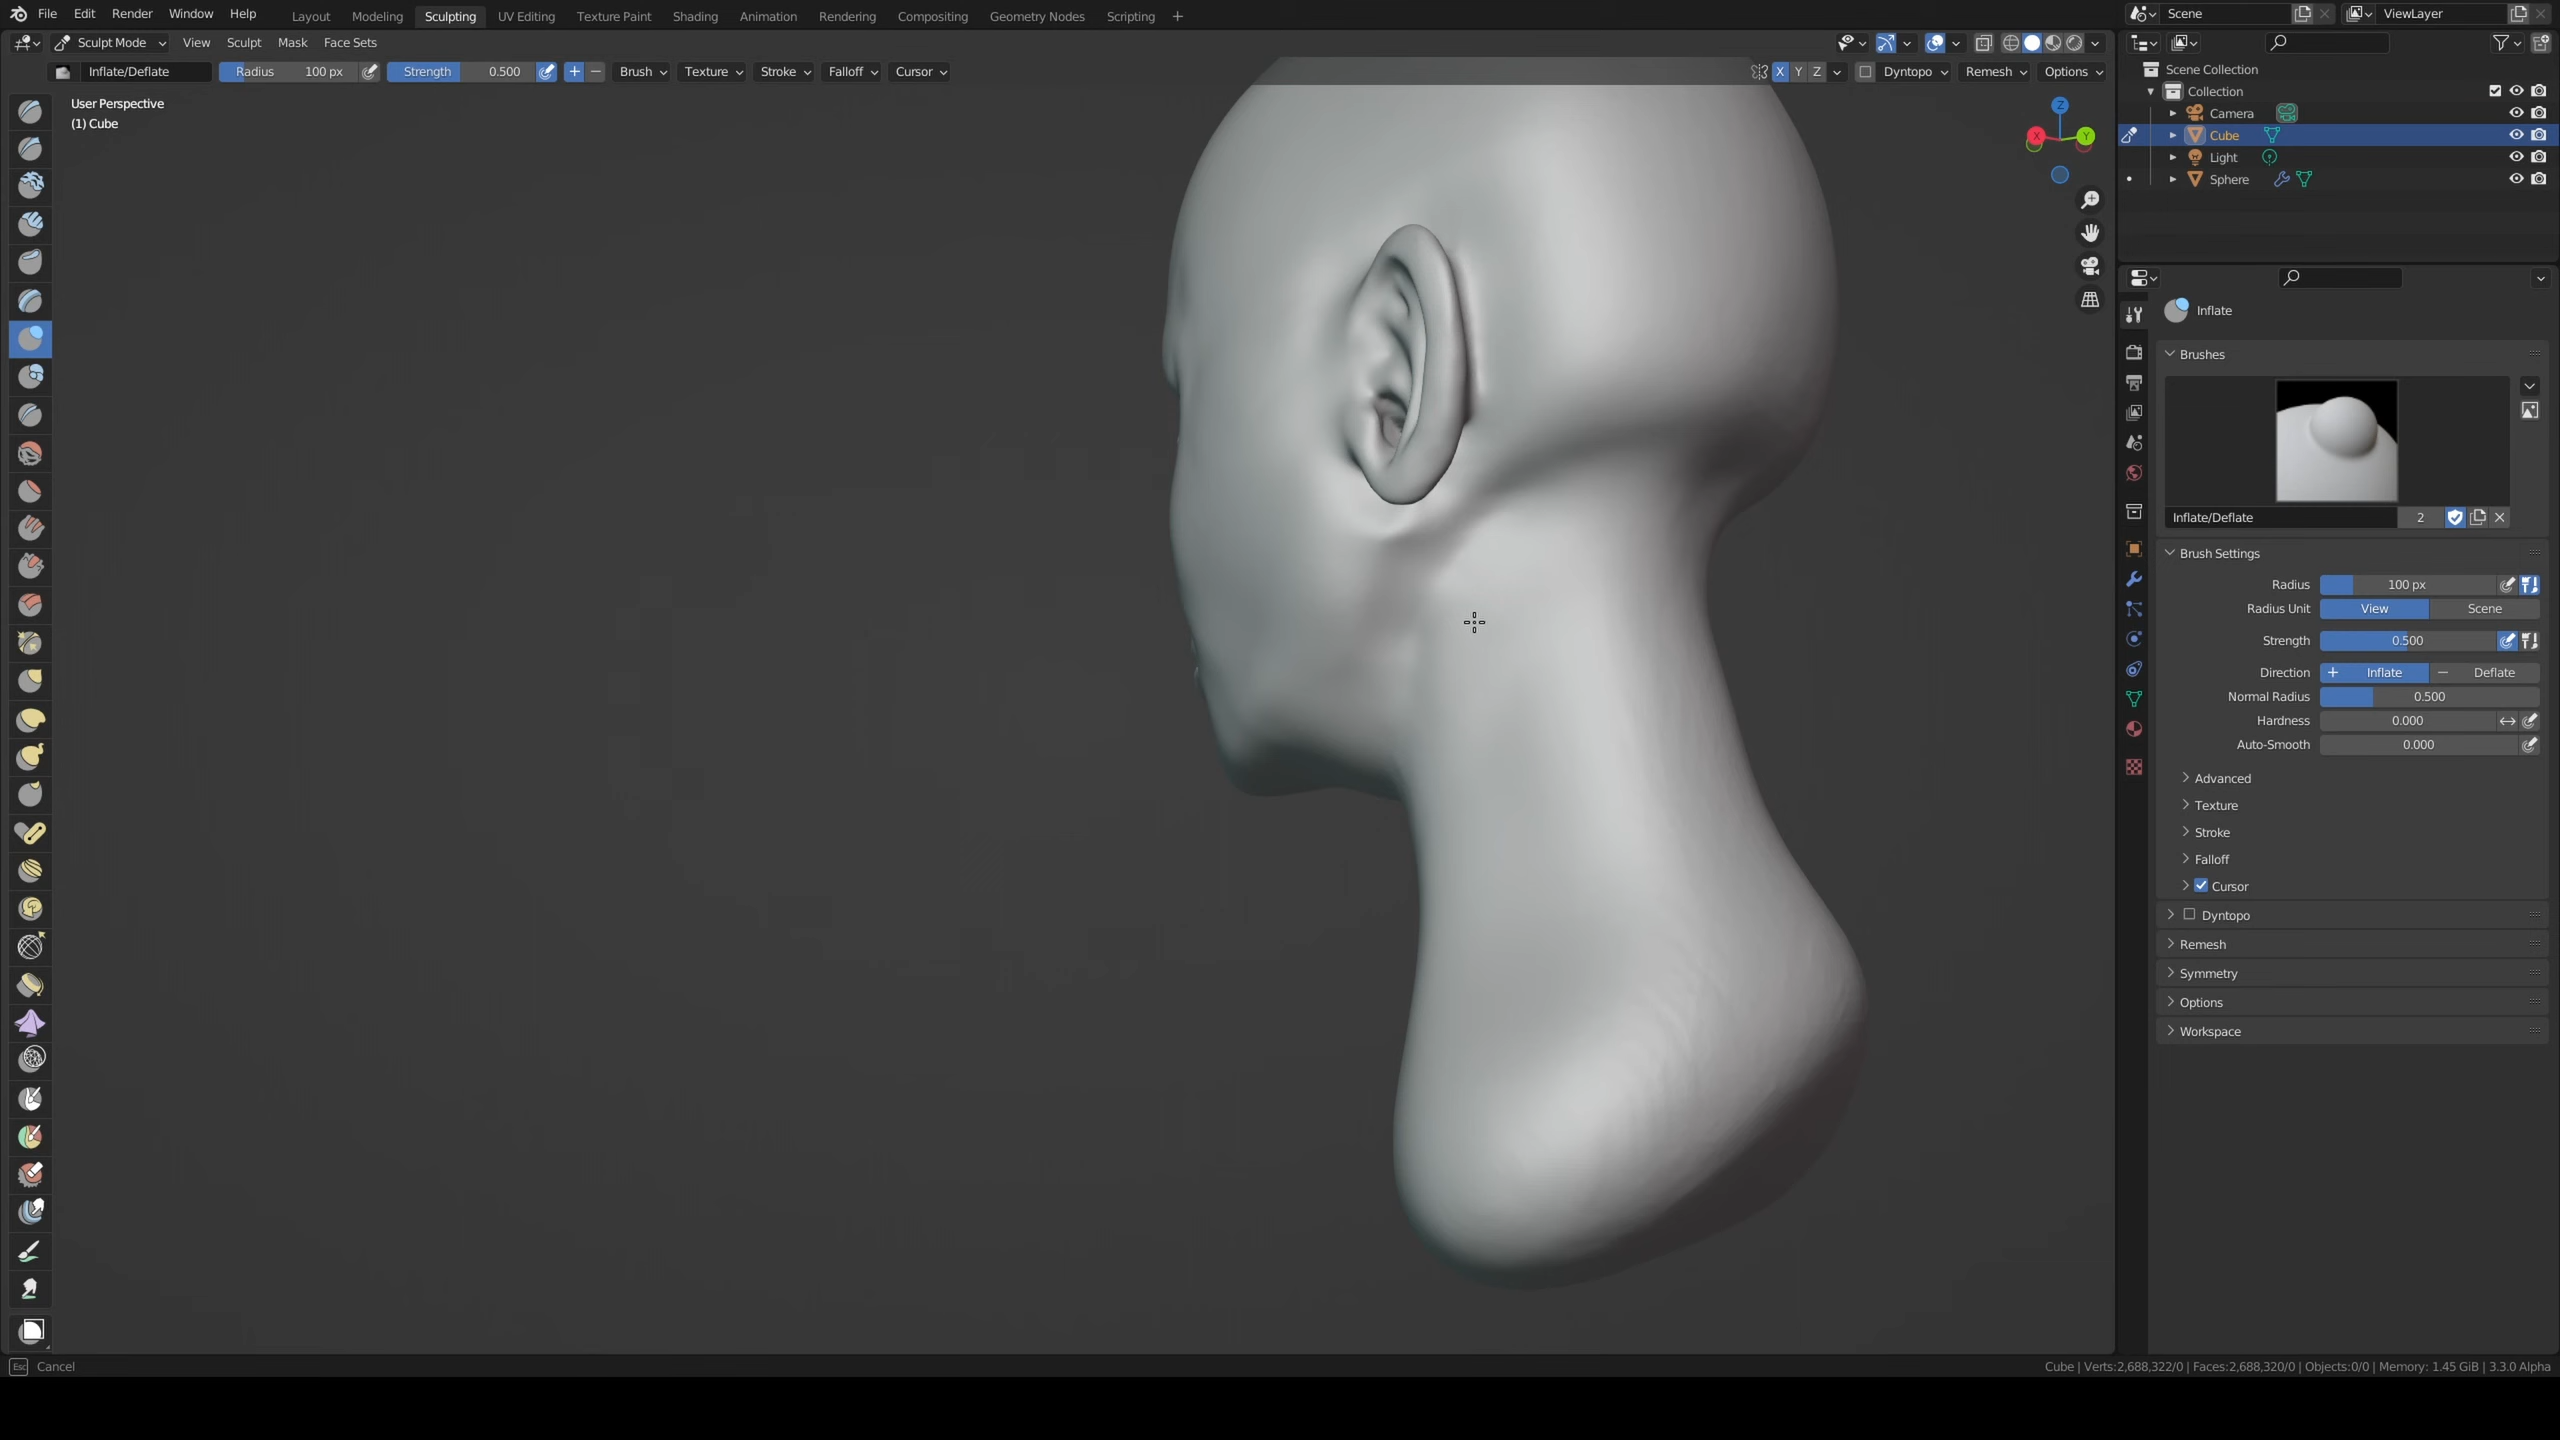 File Edit Render Window Help Layout Modeling Sculpting UV Editing Texture Paint Shading Animation Rendering Compositing Geometry Nodes Scripting + Scene ViewLayer
Sculpt Mode View Sculpt Mask Face Sets
Inflate/Deflate Radius 100 px Strength 0.500 + − Brush Texture Stroke Falloff Cursor X Y Z Dyntopo Remesh Options
User Perspective
(1) Cube
Z
X Y
Scene Collection
Collection
Camera
Cube
Light
Sphere
Inflate
Brushes
Inflate/Deflate 2
Brush Settings
Radius 100 px
Radius Unit View Scene
Strength 0.500
Direction + Inflate − Deflate
Normal Radius 0.500
Hardness 0.000
Auto-Smooth 0.000
Advanced
Texture
Stroke
Falloff
Cursor
Dyntopo
Remesh
Symmetry
Options
Workspace
Esc Cancel Cube | Verts:2,688,322/0 | Faces:2,688,320/0 | Objects:0/0 | Memory: 1.45 GiB | 3.3.0 Alpha